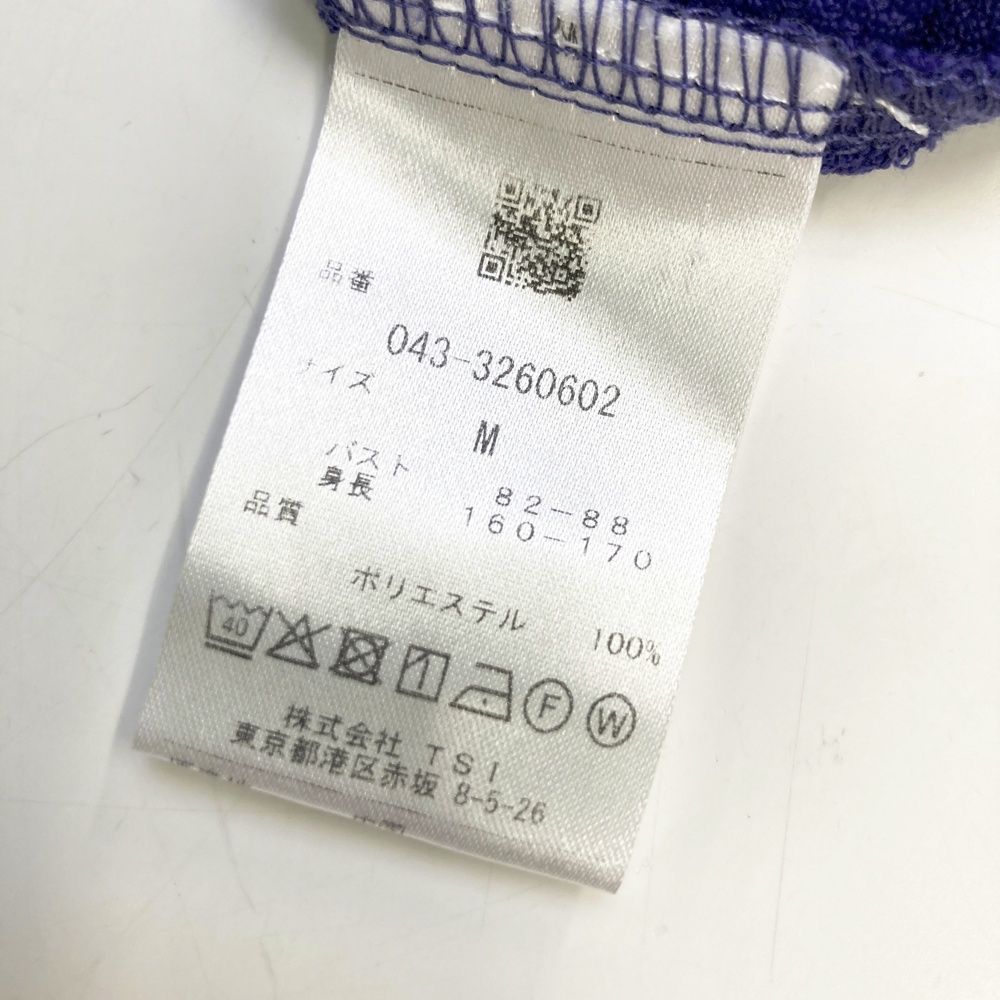 品番
043-3260602
サイズ
M
バスト 82-88
身長 160-170
品質
ポリエステル 100%
40
F
W
株式会社 TSI
東京都港区赤坂 8-5-26